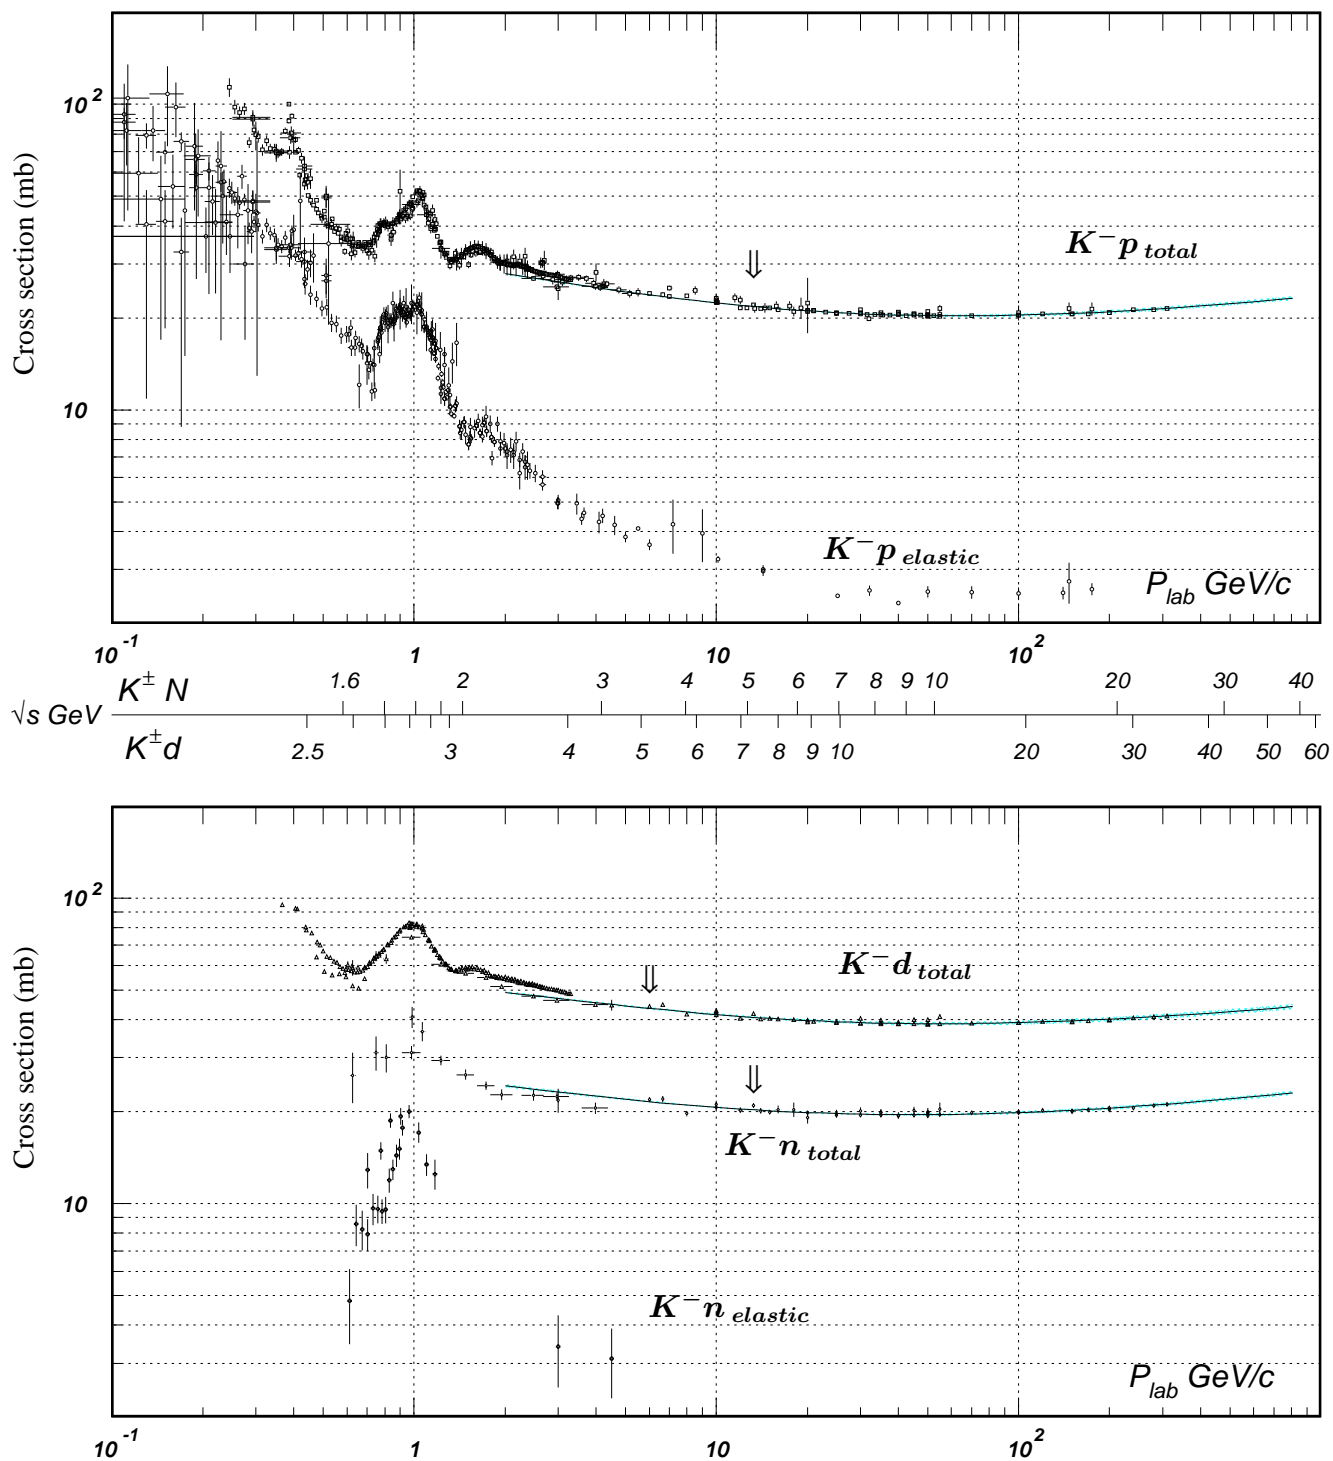 10²
Cross section (mb)
10
⇓
K⁻p total
K⁻p elastic
P_lab GeV/c
10⁻¹ 1 10 10²
K^± N 1.6 2 3 4 5 6 7 8 9 10 20 30 40
√s GeV
K^± d 2.5 3 4 5 6 7 8 9 10 20 30 40 50 60
10²
Cross section (mb)
10
⇓
K⁻d total
⇓
K⁻n total
K⁻n elastic
P_lab GeV/c
10⁻¹ 1 10 10²